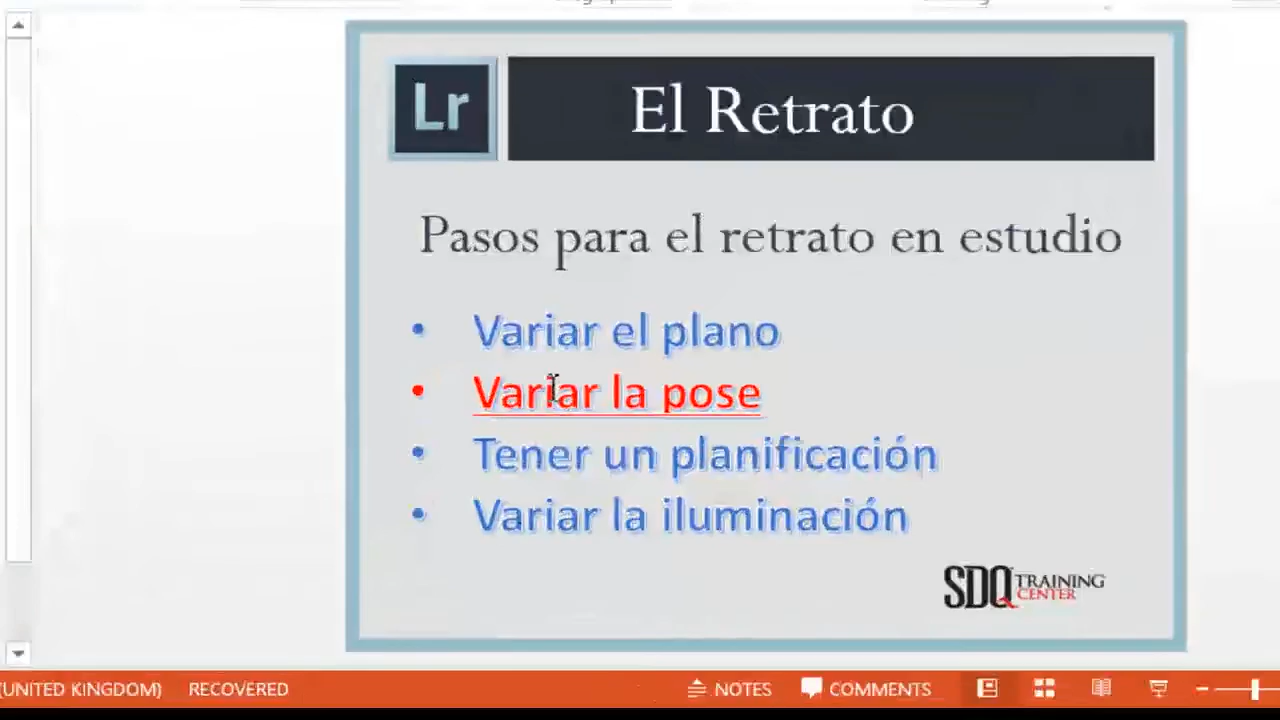 Lr
El Retrato
Pasos para el retrato en estudio
• Variar el plano
• Variar la pose
• Tener un planificación
• Variar la iluminación
SDQ TRAINING CENTER
(UNITED KINGDOM) RECOVERED NOTES COMMENTS